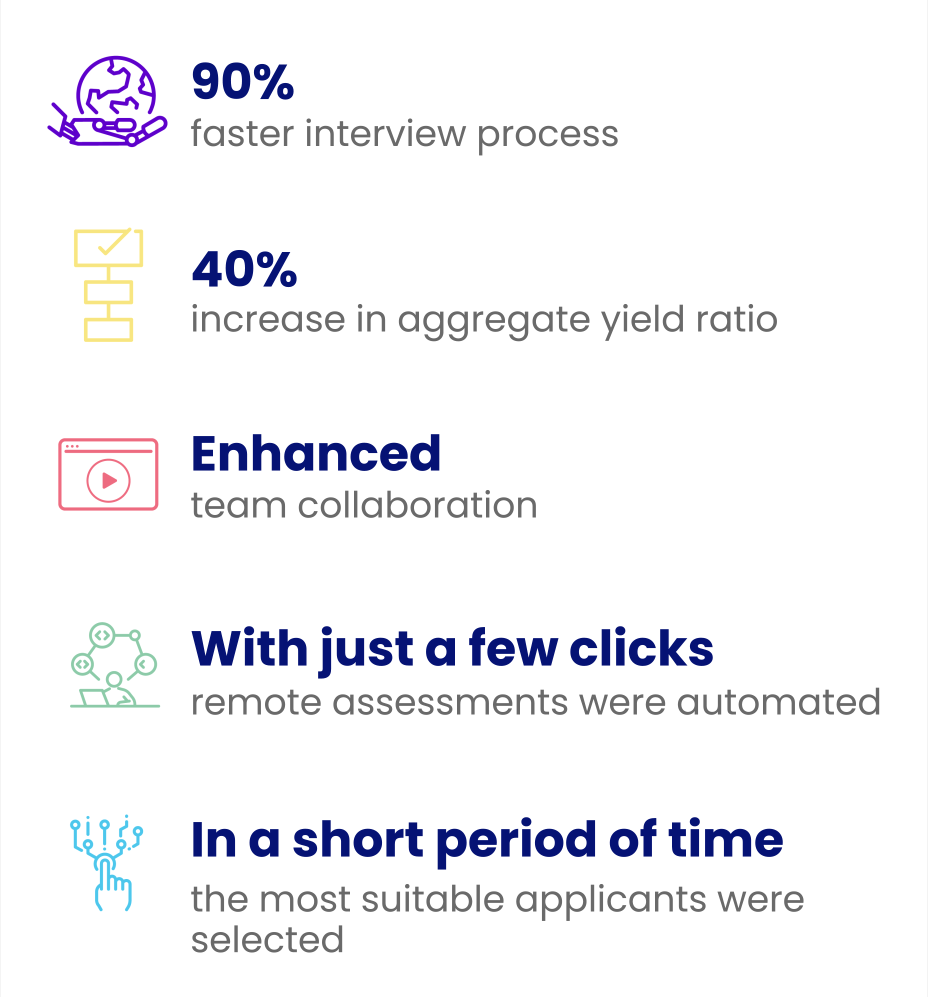 90%
faster interview process
40%
increase in aggregate yield ratio
Enhanced
team collaboration
With just a few clicks
remote assessments were automated
In a short period of time
the most suitable applicants were
selected